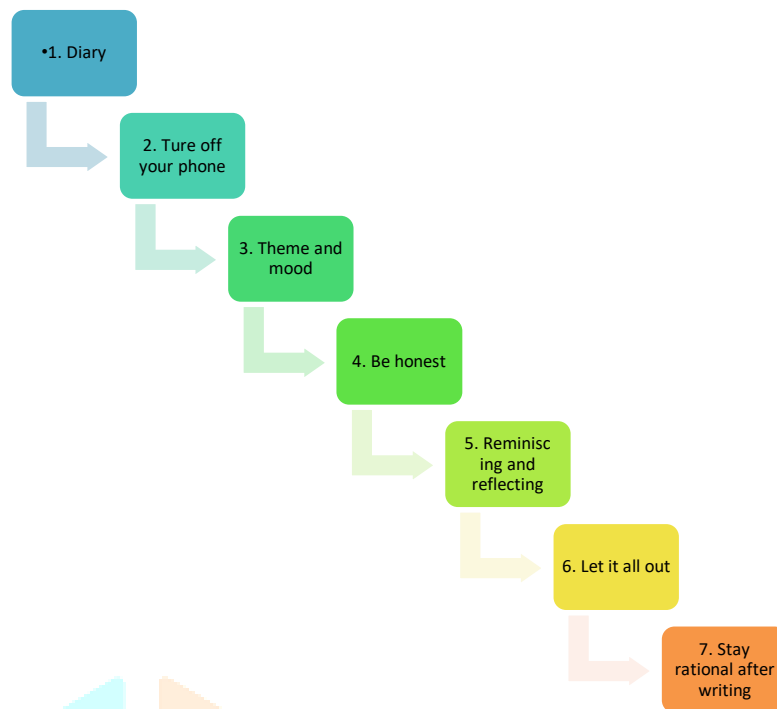 •1. Diary
2. Ture off
your phone
3. Theme and
mood
4. Be honest
5. Reminisc
ing and
reflecting
6. Let it all out
7. Stay
rational after
writing